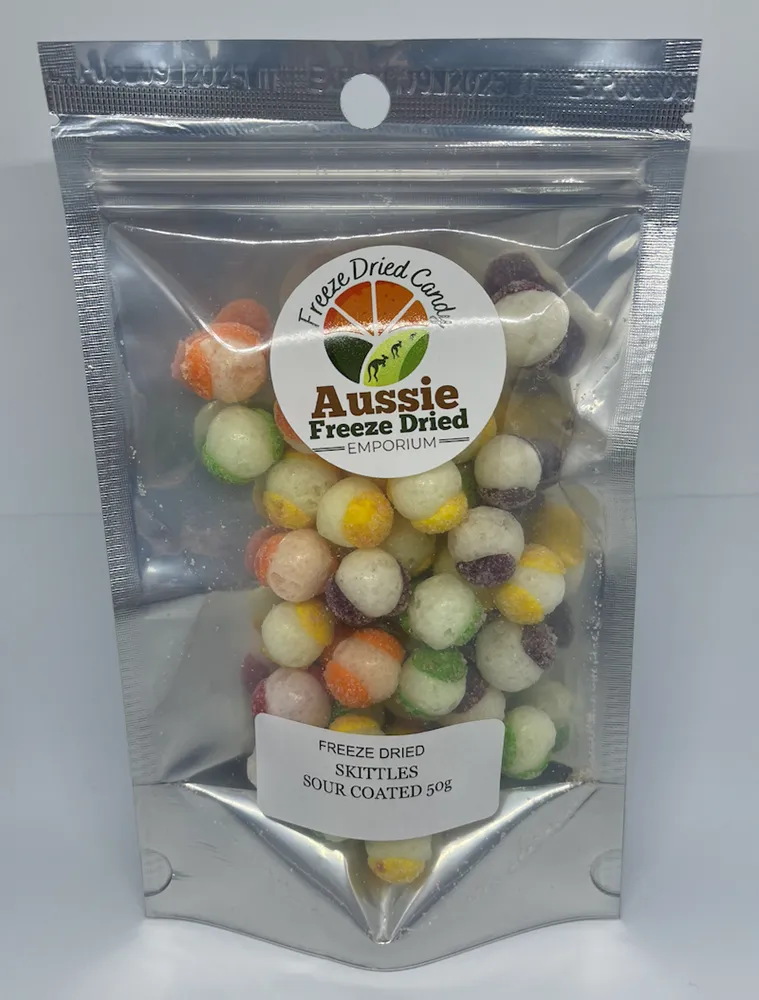 Freeze Dried Candy
Aussie
Freeze Dried
EMPORIUM
FREEZE DRIED
SKITTLES
SOUR COATED 50g